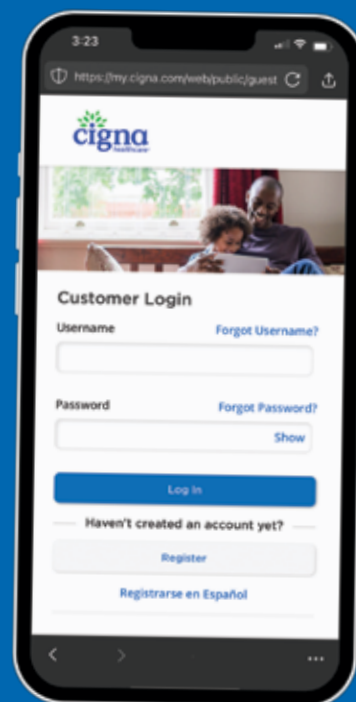 3:23
https://my.cigna.com/web/public/guest
cigna
healthcare
Customer Login
Username Forgot Username?
Password Forgot Password?
Show
Log In
Haven't created an account yet?
Register
Registrarse en Español